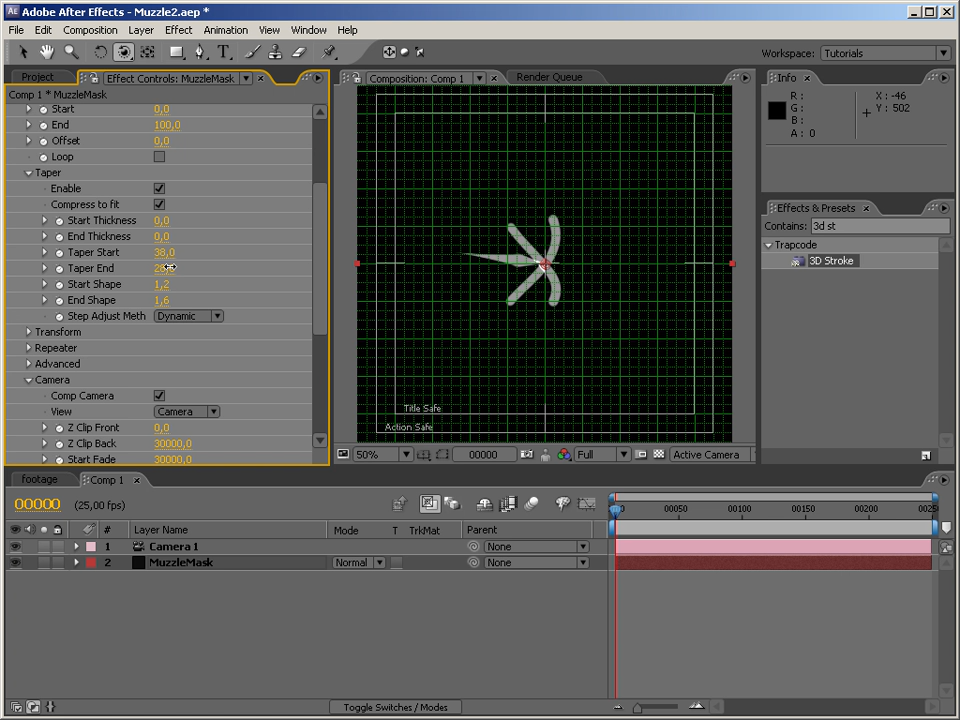 Adobe After Effects - Muzzle2.aep *
File Edit Composition Layer Effect Animation View Window Help
Workspace: Tutorials
Project Effect Controls: MuzzleMask
Composition: Comp 1 Render Queue
Info
Comp 1 * MuzzleMask
Start 0,0
End 100,0
Offset 0,0
Loop
Taper
Enable
Compress to fit
Start Thickness 0,0
End Thickness 0,0
Taper Start 38,0
Taper End
Start Shape 1,2
End Shape 1,6
Step Adjust Meth Dynamic
Transform
Repeater
Advanced
Camera
Comp Camera
View Camera
Z Clip Front 0,0
Z Clip Back 30000,0
Start Fade 30000,0
Title Safe
Action Safe
50% 00000 Full Active Camera
R :
G :
B :
A : 0
X : -46
Y : 502
Effects & Presets
Contains: 3d st
Trapcode
3D Stroke
footage Comp 1
00000 (25,00 fps)
# Layer Name Mode T TrkMat Parent
00050 00100 00150 00200
1 Camera 1 None
2 MuzzleMask Normal None
Toggle Switches / Modes